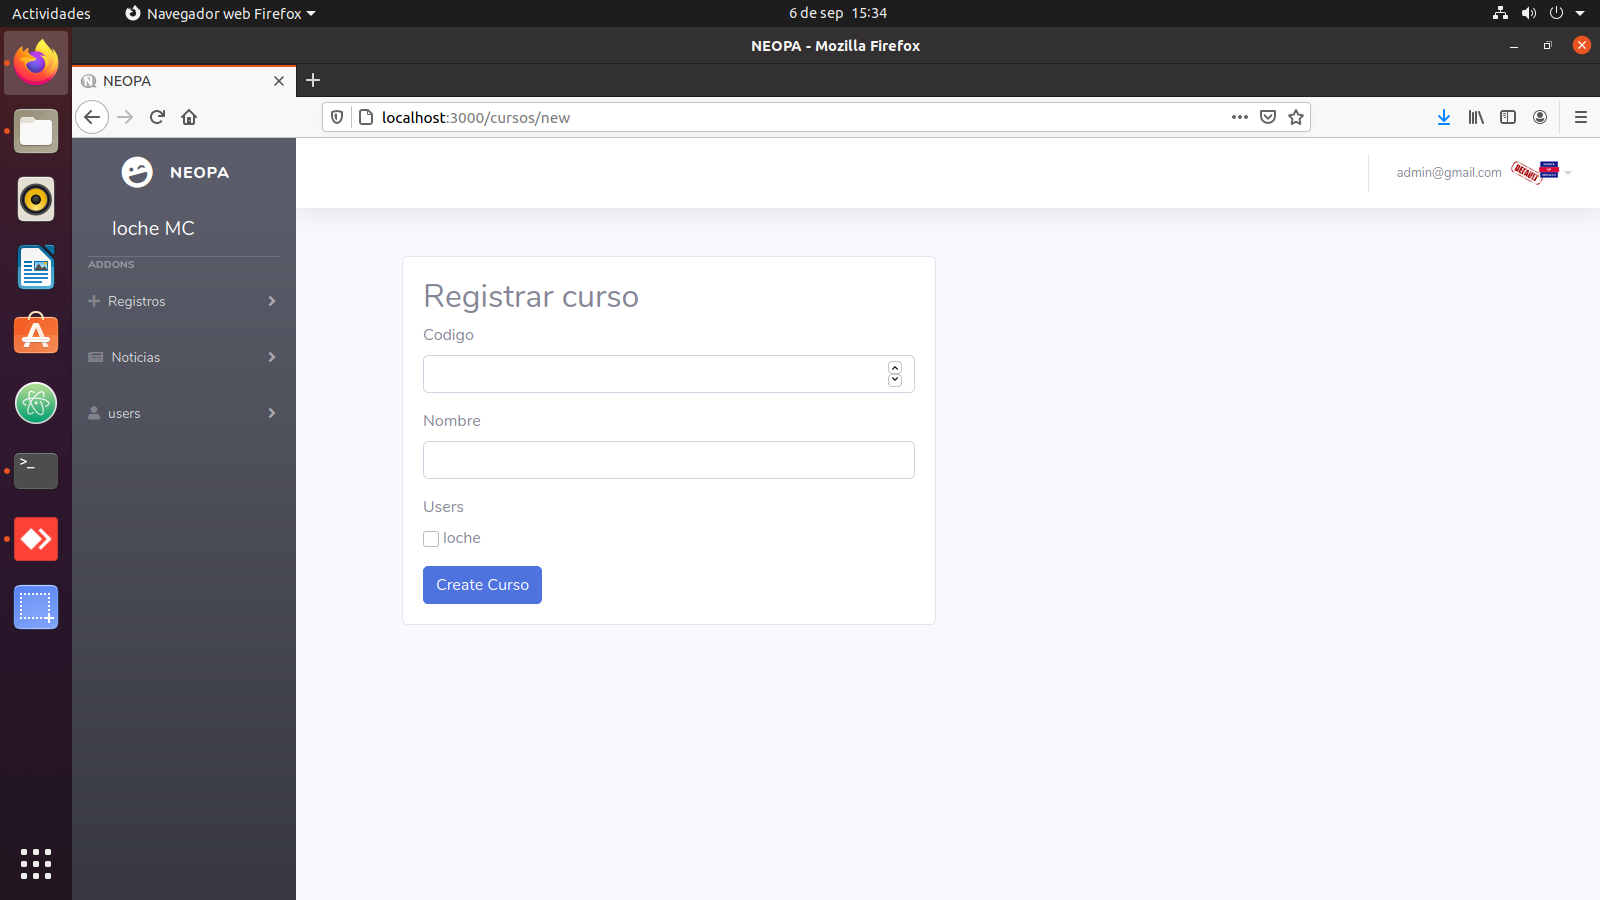 Actividades
Navegador web Firefox
6 de sep 15:34
NEOPA - Mozilla Firefox
NEOPA
localhost:3000/cursos/new
NEOPA
admin@gmail.com
DEFAULT
loche MC
ADDONS
Registros
Noticias
users
Registrar curso
Codigo
Nombre
Users
loche
Create Curso